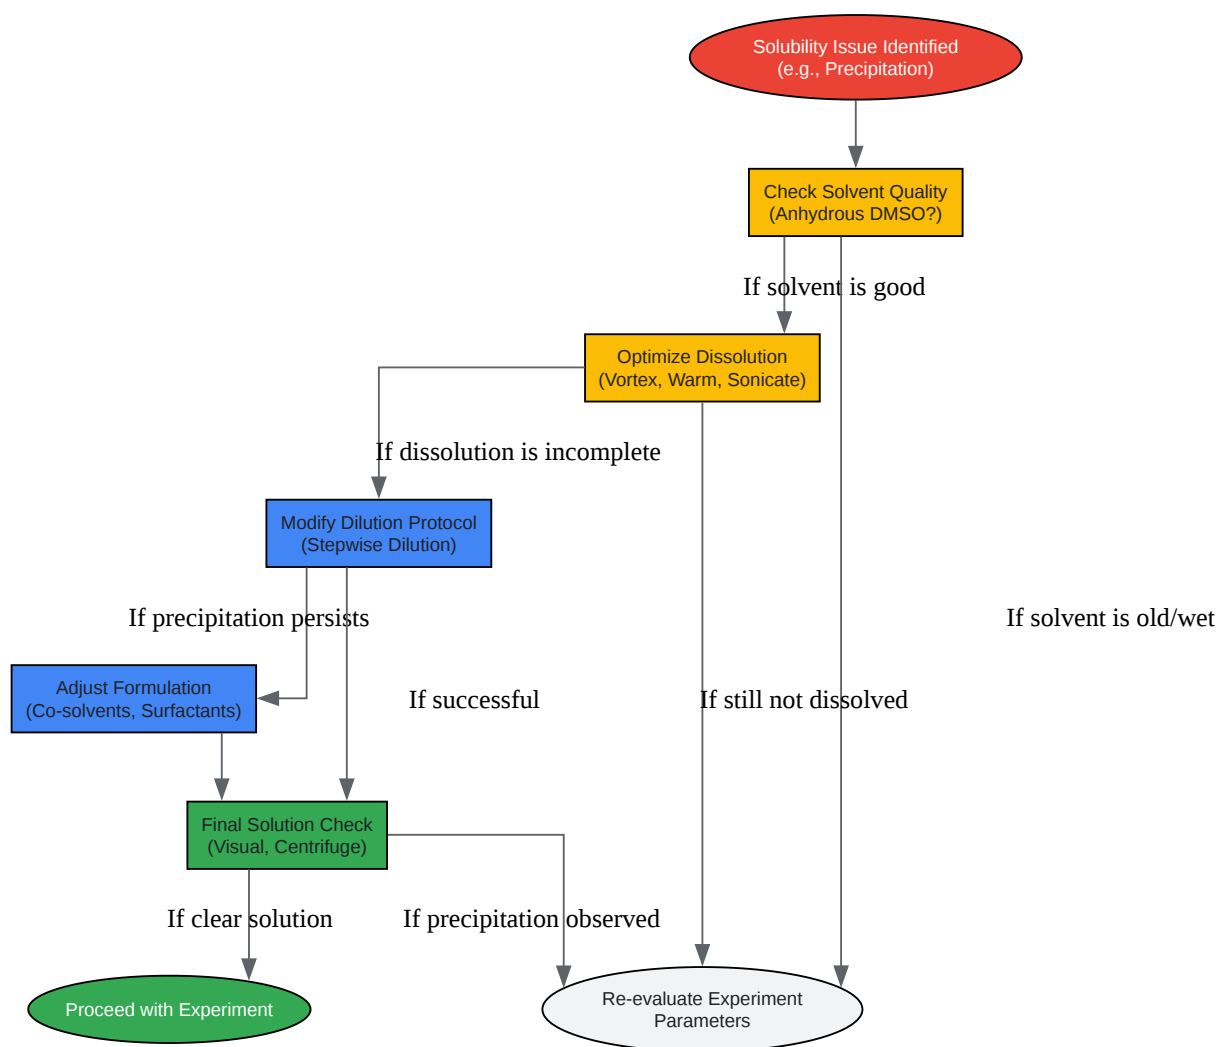 Solubility Issue Identified
(e.g., Precipitation)
Check Solvent Quality
(Anhydrous DMSO?)
If solvent is good
Optimize Dissolution
(Vortex, Warm, Sonicate)
If dissolution is incomplete
Modify Dilution Protocol
(Stepwise Dilution)
If precipitation persists
If solvent is old/wet
Adjust Formulation
(Co-solvents, Surfactants)
If successful
If still not dissolved
Final Solution Check
(Visual, Centrifuge)
If clear solution
If precipitation observed
Proceed with Experiment
Re-evaluate Experiment
Parameters